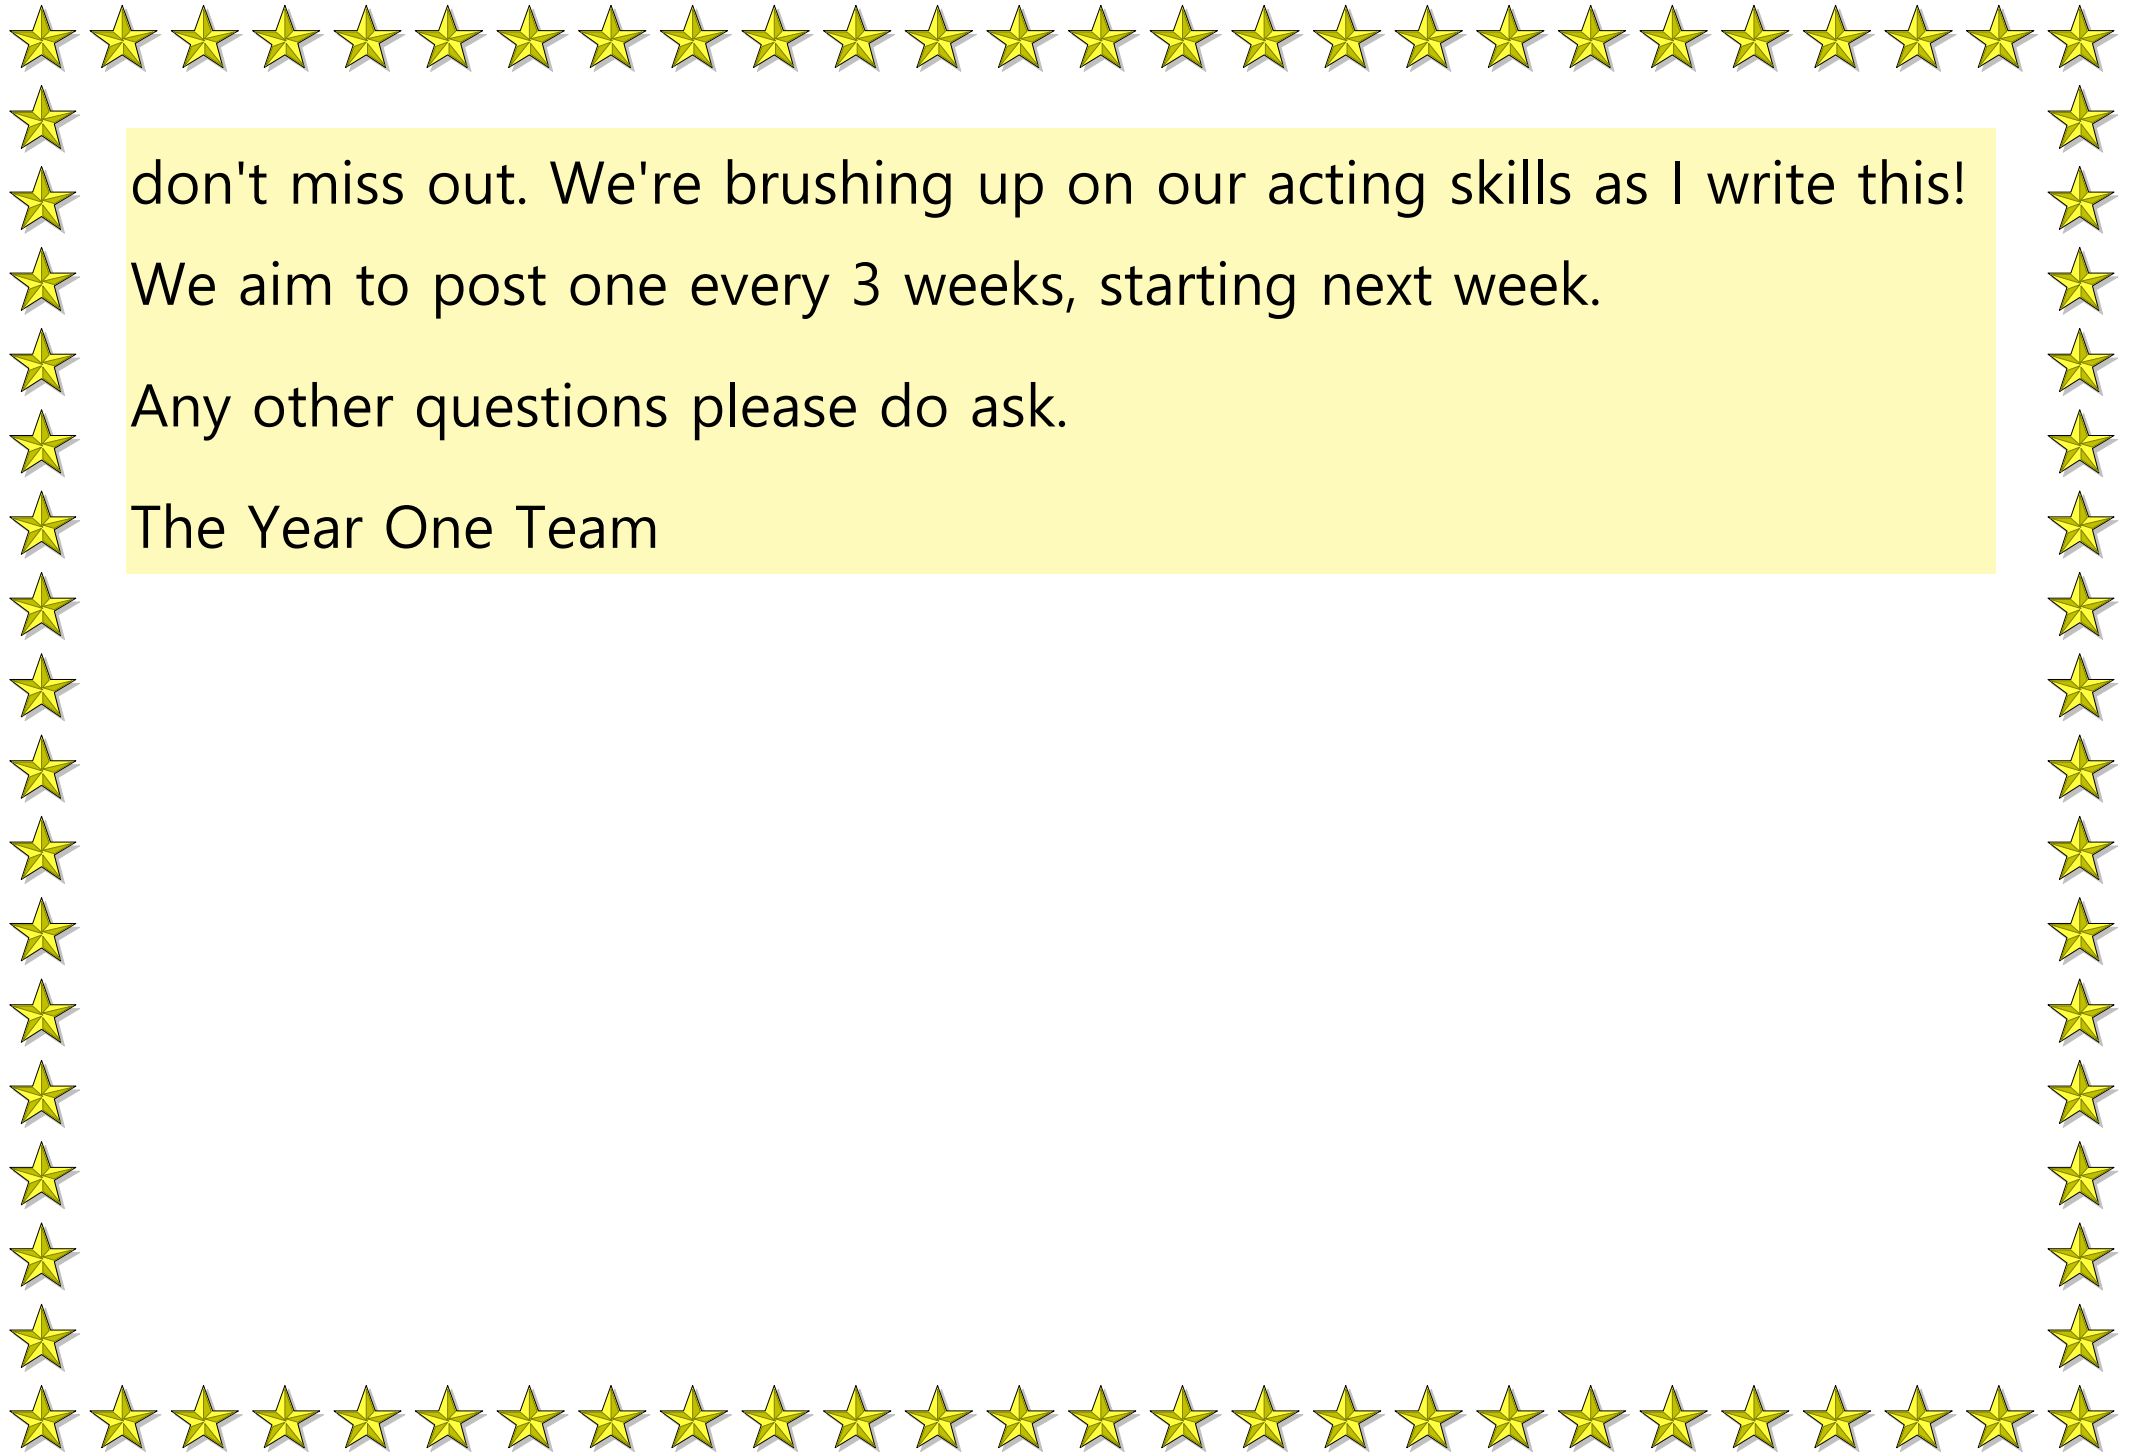 don't miss out. We're brushing up on our acting skills as I write this!
We aim to post one every 3 weeks, starting next week.
Any other questions please do ask.
The Year One Team